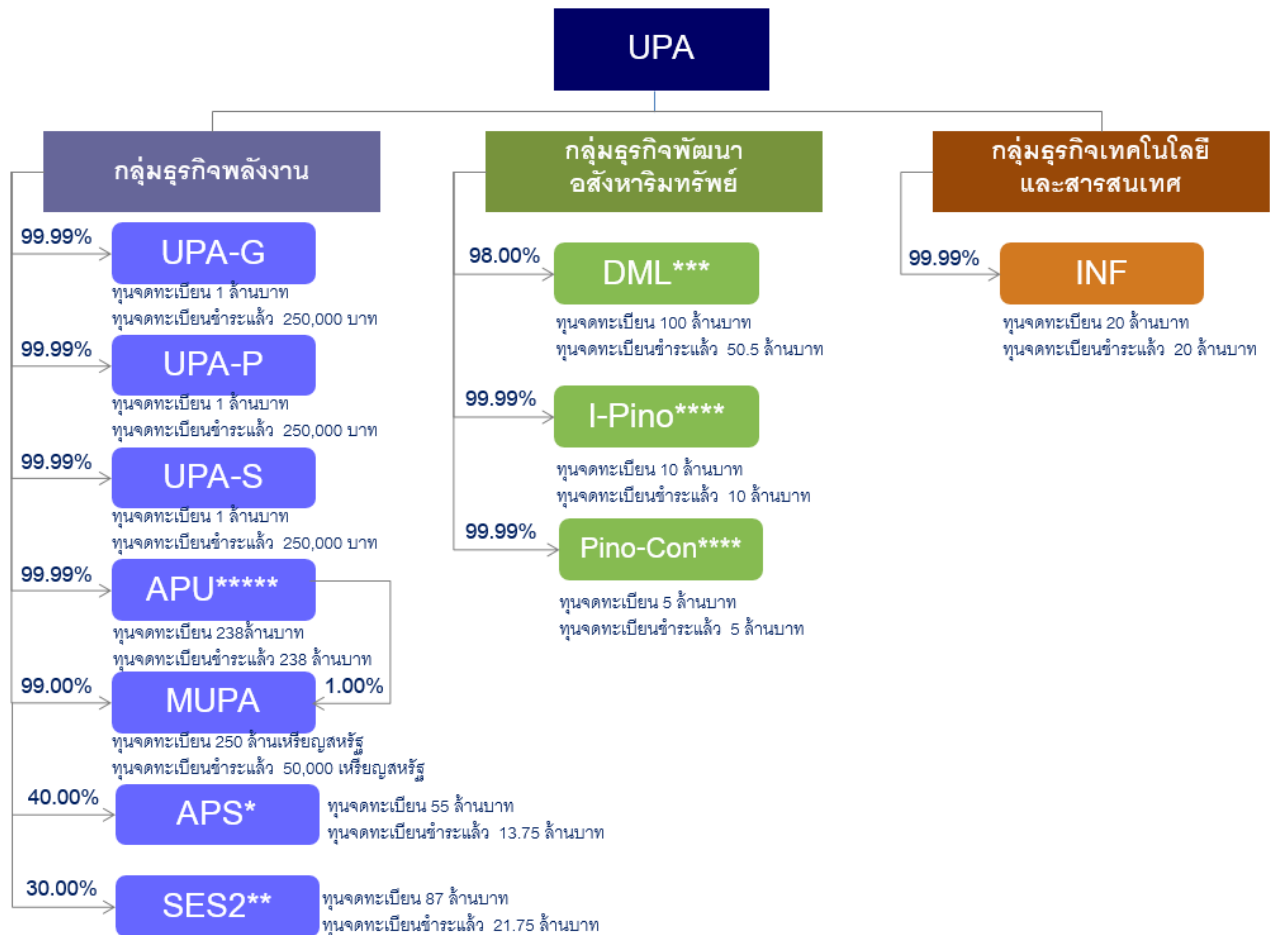 UPA
กลุ่มธุรกิจพลังงาน
99.99%
UPA-G
ทุนจดทะเบียน 1 ล้านบาท
ทุนจดทะเบียนชำระแล้ว 250,000 บาท
99.99%
UPA-P
ทุนจดทะเบียน 1 ล้านบาท
ทุนจดทะเบียนชำระแล้ว 250,000 บาท
99.99%
UPA-S
ทุนจดทะเบียน 1 ล้านบาท
ทุนจดทะเบียนชำระแล้ว 250,000 บาท
99.99%
APU*****
ทุนจดทะเบียน 238ล้านบาท
ทุนจดทะเบียนชำระแล้ว 238 ล้านบาท
99.00%
MUPA
1.00%
ทุนจดทะเบียน 250 ล้านเหรียญสหรัฐ
ทุนจดทะเบียนชำระแล้ว 50,000 เหรียญสหรัฐ
40.00%
APS*
ทุนจดทะเบียน 55 ล้านบาท
ทุนจดทะเบียนชำระแล้ว 13.75 ล้านบาท
30.00%
SES2**
ทุนจดทะเบียน 87 ล้านบาท
ทุนจดทะเบียนชำระแล้ว 21.75 ล้านบาท
กลุ่มธุรกิจพัฒนา
อสังหาริมทรัพย์
98.00%
DML***
ทุนจดทะเบียน 100 ล้านบาท
ทุนจดทะเบียนชำระแล้ว 50.5 ล้านบาท
99.99%
I-Pino****
ทุนจดทะเบียน 10 ล้านบาท
ทุนจดทะเบียนชำระแล้ว 10 ล้านบาท
99.99%
Pino-Con****
ทุนจดทะเบียน 5 ล้านบาท
ทุนจดทะเบียนชำระแล้ว 5 ล้านบาท
กลุ่มธุรกิจเทคโนโลยี
และสารสนเทศ
99.99%
INF
ทุนจดทะเบียน 20 ล้านบาท
ทุนจดทะเบียนชำระแล้ว 20 ล้านบาท